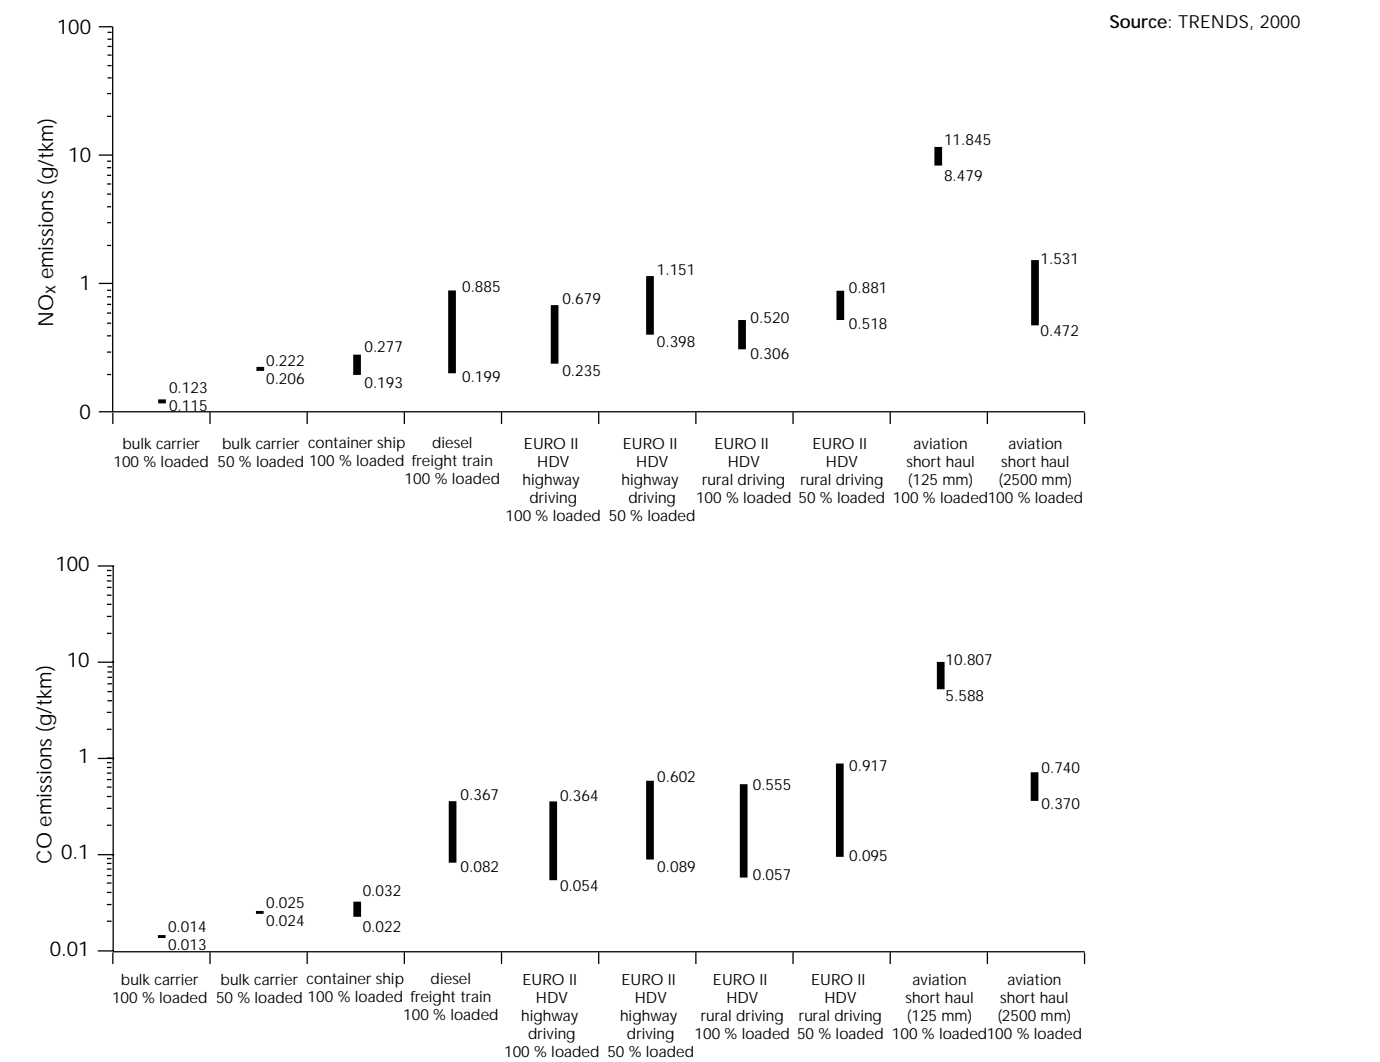 Source: TRENDS, 2000
NOx emissions (g/tkm)
100
10
1
0
0.123
0.115
0.222
0.206
0.277
0.193
0.885
0.199
0.679
0.235
1.151
0.398
0.520
0.306
0.881
0.518
11.845
8.479
1.531
0.472
bulk carrier
100 % loaded
bulk carrier
50 % loaded
container ship
100 % loaded
diesel
freight train
100 % loaded
EURO II
HDV
highway
driving
100 % loaded
EURO II
HDV
highway
driving
50 % loaded
EURO II
HDV
rural driving
100 % loaded
EURO II
HDV
rural driving
50 % loaded
aviation
short haul
(125 mm)
100 % loaded
aviation
short haul
(2500 mm)
100 % loaded
CO emissions (g/tkm)
100
10
1
0.1
0.01
0.014
0.013
0.025
0.024
0.032
0.022
0.367
0.082
0.364
0.054
0.602
0.089
0.555
0.057
0.917
0.095
10.807
5.588
0.740
0.370
bulk carrier
100 % loaded
bulk carrier
50 % loaded
container ship
100 % loaded
diesel
freight train
100 % loaded
EURO II
HDV
highway
driving
100 % loaded
EURO II
HDV
highway
driving
50 % loaded
EURO II
HDV
rural driving
100 % loaded
EURO II
HDV
rural driving
50 % loaded
aviation
short haul
(125 mm)
100 % loaded
aviation
short haul
(2500 mm)
100 % loaded